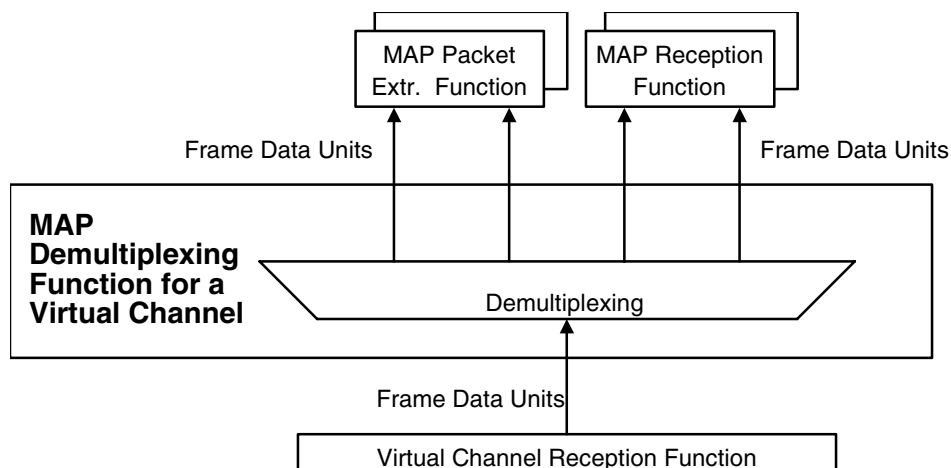 MAP Packet
Extr. Function
MAP Reception
Function
Frame Data Units
Frame Data Units
MAP
Demultiplexing
Function for a
Virtual Channel
Demultiplexing
Frame Data Units
Virtual Channel Reception Function